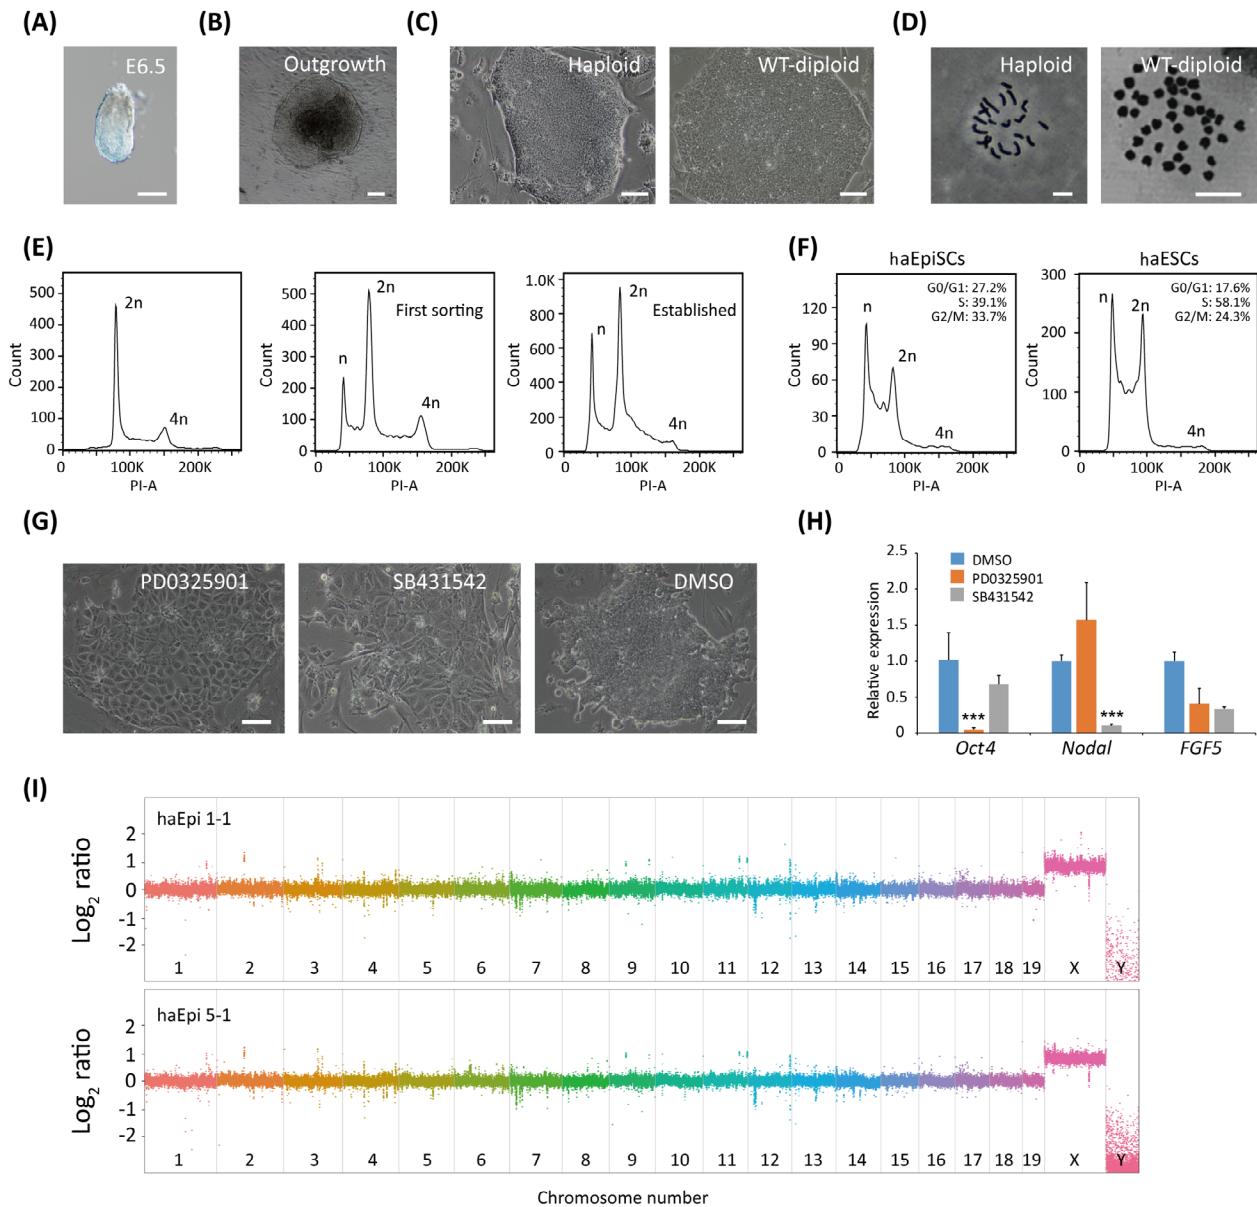 (A)
(B)
(C)
(D)
E6.5
Outgrowth
Haploid
WT-diploid
Haploid
WT-diploid
(E)
(F)
500
400
300
200
100
0
Count
2n
4n
0
100K
200K
PI-A
500
400
300
200
100
0
Count
n
2n
4n
First sorting
0
100K
200K
PI-A
1.0K
800
600
400
200
0
Count
n
2n
4n
Established
0
100K
200K
PI-A
haEpiSCs
120
90
60
30
0
Count
n
2n
4n
G0/G1: 27.2%
S: 39.1%
G2/M: 33.7%
0
100K
200K
PI-A
haESCs
300
200
100
0
Count
n
2n
4n
G0/G1: 17.6%
S: 58.1%
G2/M: 24.3%
0
100K
200K
PI-A
(G)
PD0325901
SB431542
DMSO
(H)
2.5
2.0
1.5
1.0
0.5
0
Relative expression
DMSO
PD0325901
SB431542
***
***
Oct4
Nodal
FGF5
(I)
haEpi 1-1
Log2 ratio
2
1
0
-1
-2
1 2 3 4 5 6 7 8 9 10 11 12 13 14 15 16 17 18 19 X Y
haEpi 5-1
Log2 ratio
2
1
0
-1
-2
1 2 3 4 5 6 7 8 9 10 11 12 13 14 15 16 17 18 19 X Y
Chromosome number